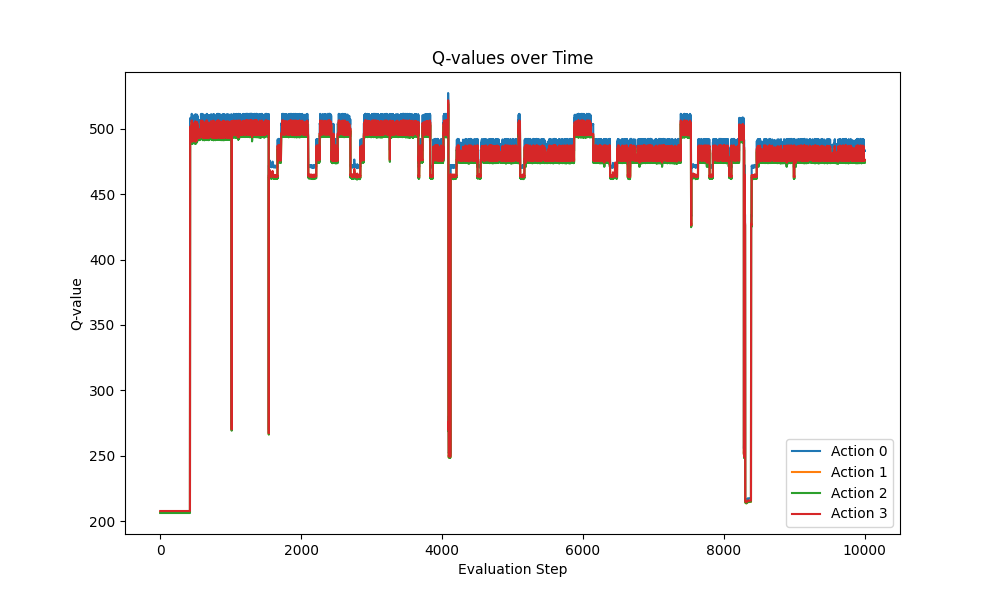 Q-values over Time
Q-value
500
450
400
350
300
250
200
0
2000
4000
6000
8000
10000
Evaluation Step
Action 0
Action 1
Action 2
Action 3